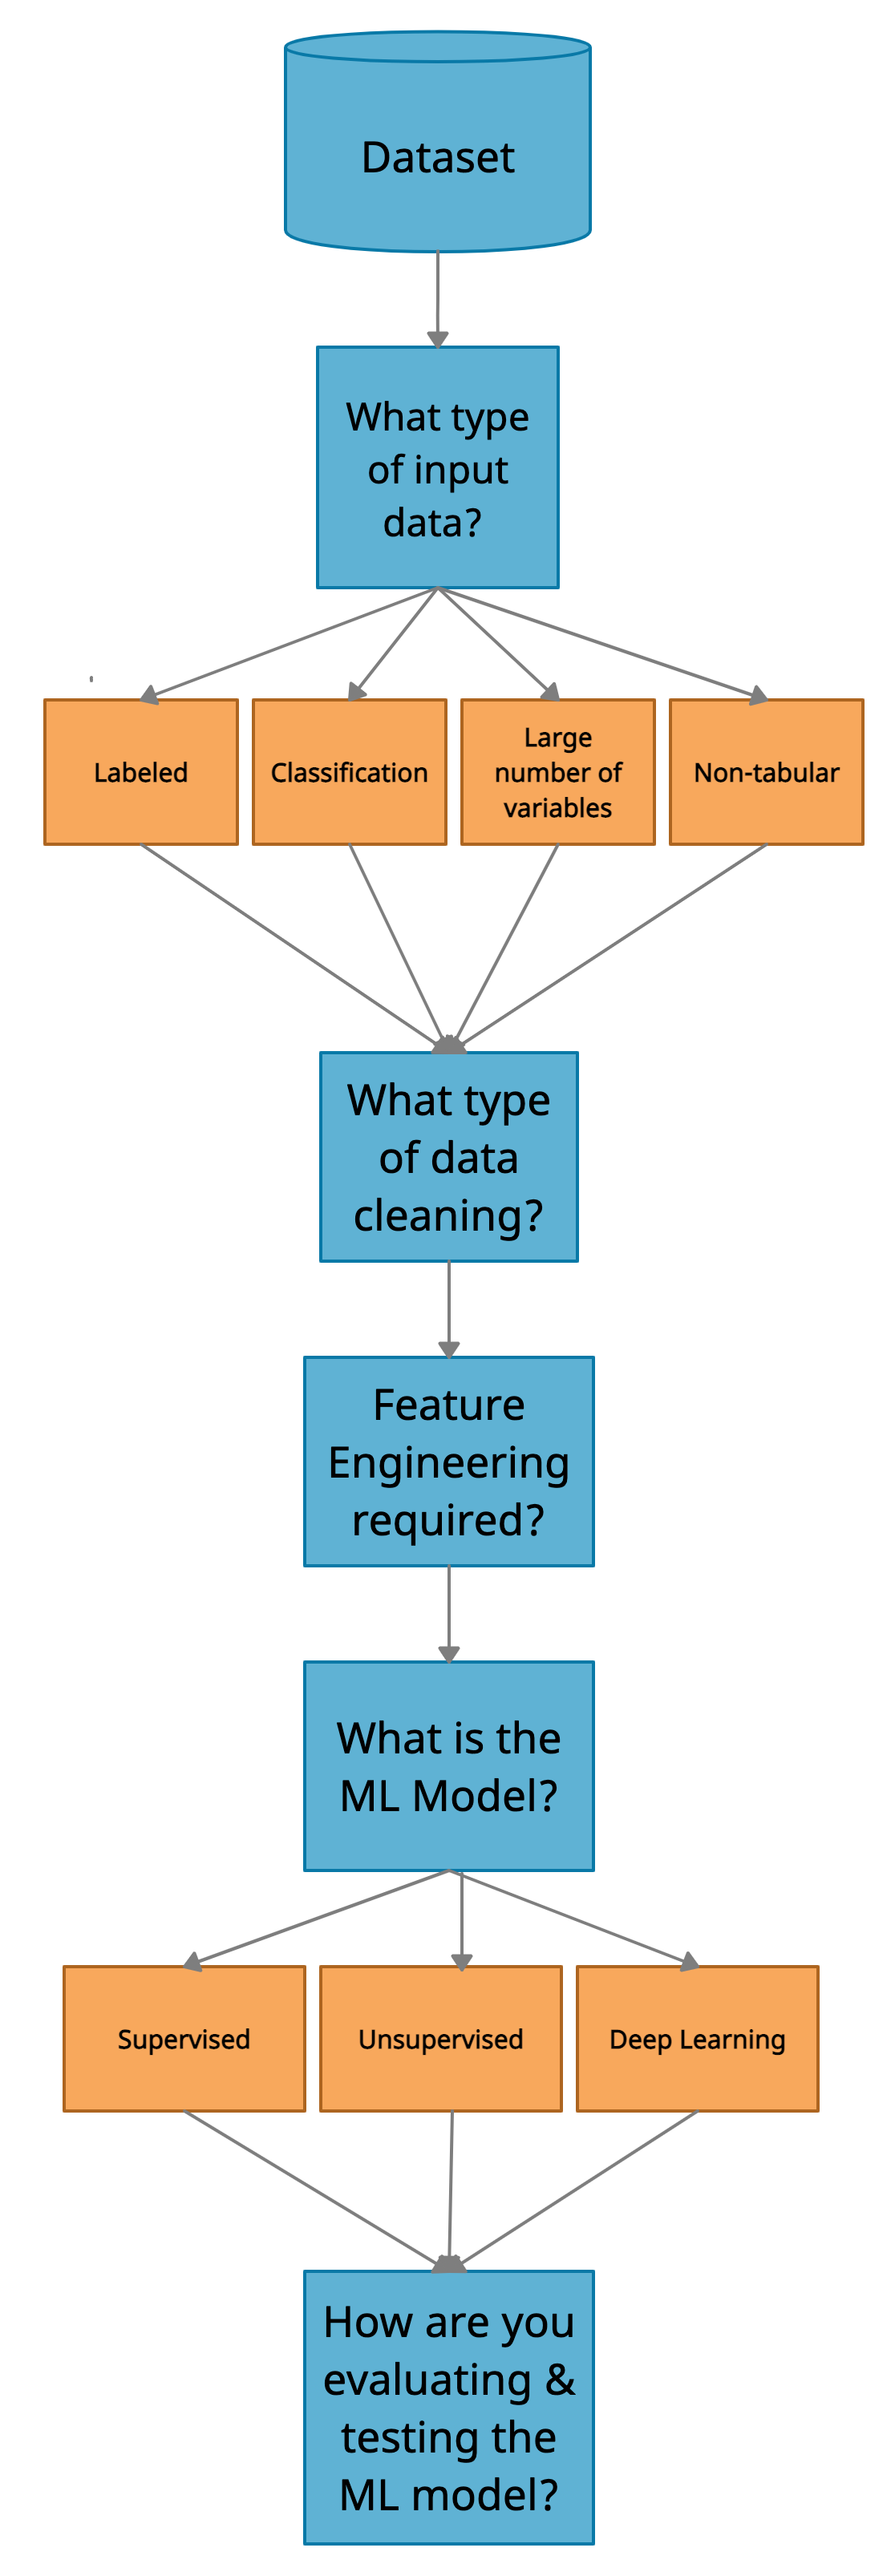 Dataset
What type
of input
data?
Labeled
Classification
Large
number of
variables
Non-tabular
What type
of data
cleaning?
Feature
Engineering
required?
What is the
ML Model?
Supervised
Unsupervised
Deep Learning
How are you
evaluating &
testing the
ML model?